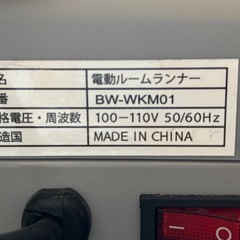 名 電動ルームランナー
番 BW-WKM01
格電圧・周波数 100-110V 50/60Hz
造国 MADE IN CHINA